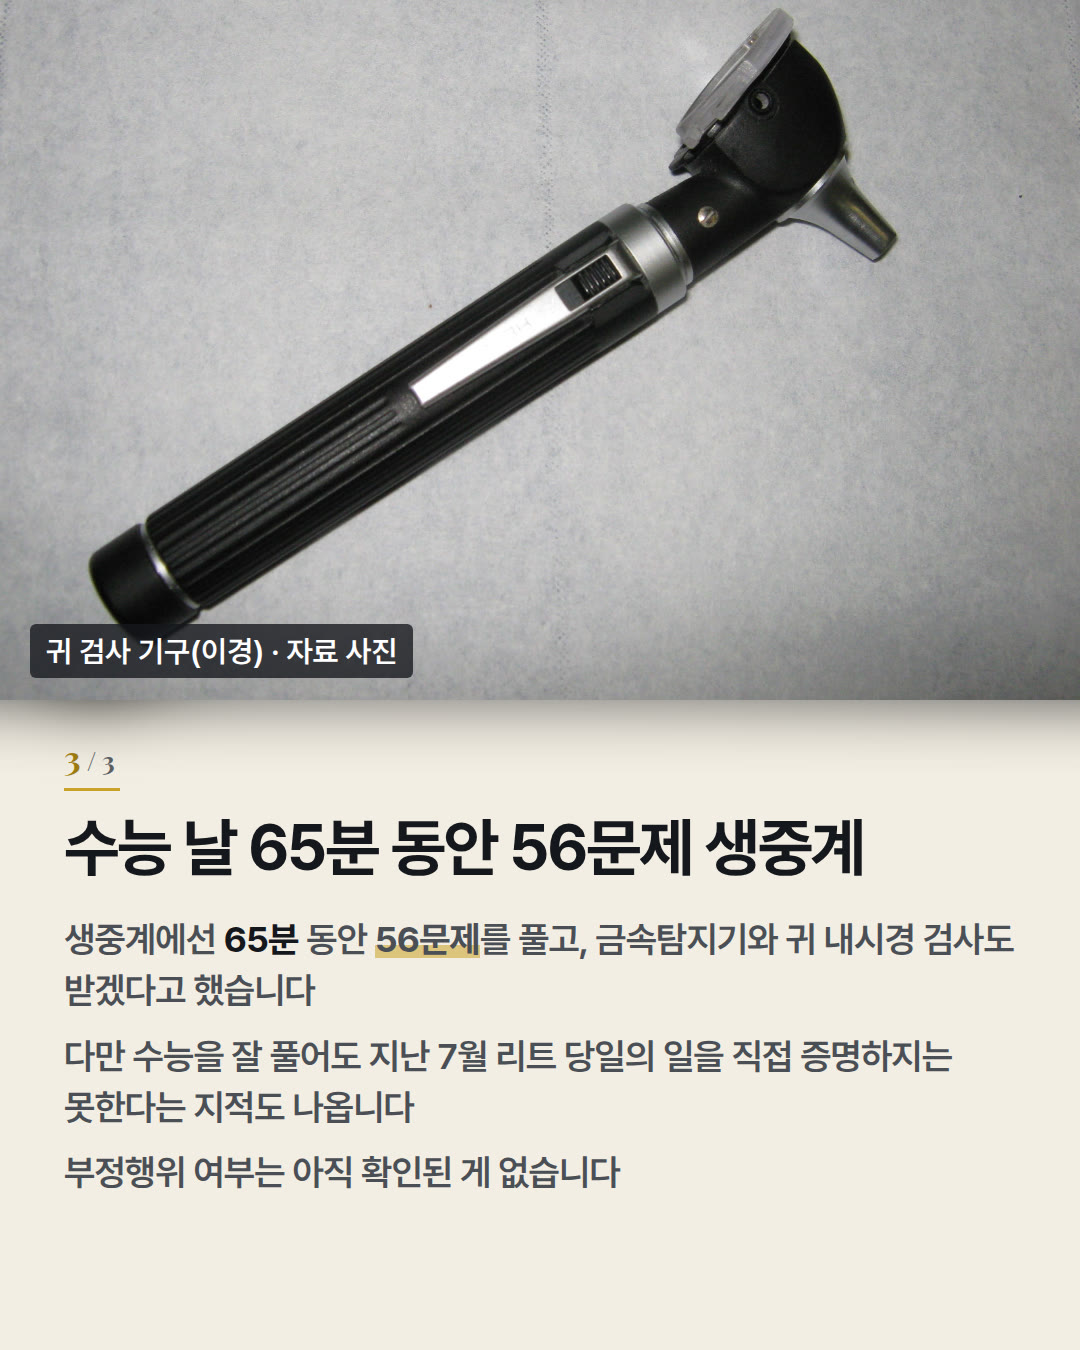 귀 검사 기구(이경) · 자료 사진
3 / 3
수능 날 65분 동안 56문제 생중계
생중계에선 65분 동안 56문제를 풀고, 금속탐지기와 귀 내시경 검사도
받겠다고 했습니다
다만 수능을 잘 풀어도 지난 7월 리트 당일의 일을 직접 증명하지는
못한다는 지적도 나옵니다
부정행위 여부는 아직 확인된 게 없습니다